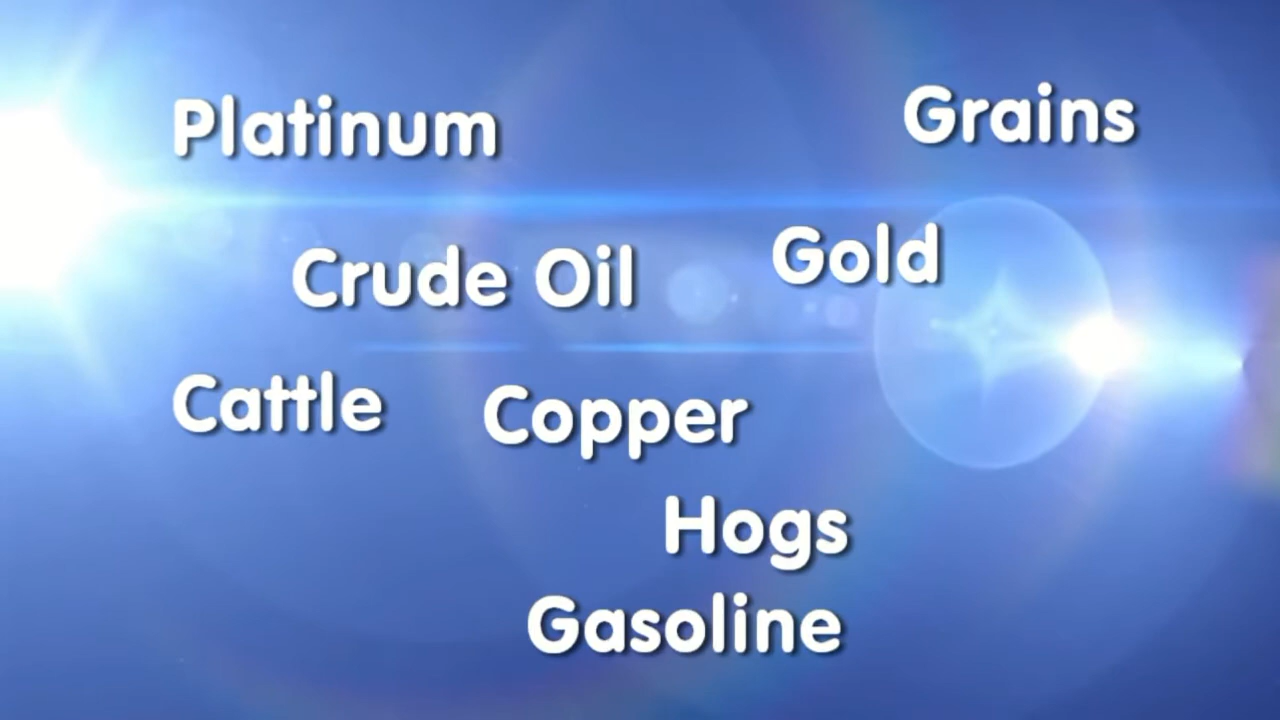 Platinum
Grains
Crude Oil
Gold
Cattle
Copper
Hogs
Gasoline